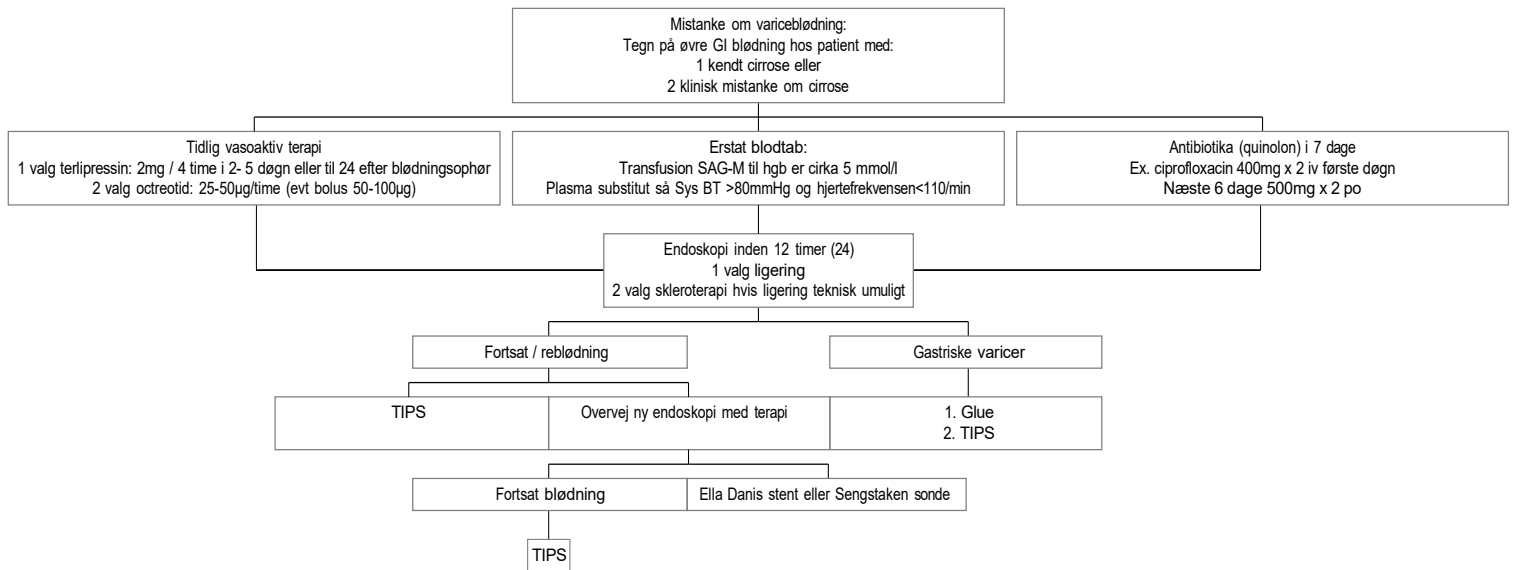 Mistanke om variceblødning:
Tegn på øvre GI blødning hos patient med:
1 kendt cirrose eller
2 klinisk mistanke om cirrose
Tidlig vasoaktiv terapi
1 valg terlipressin: 2mg / 4 time i 2- 5 døgn eller til 24 efter blødningsophør
2 valg octreotid: 25-50µg/time (evt bolus 50-100µg)
Erstat blodtab:
Transfusion SAG-M til hgb er cirka 5 mmol/l
Plasma substitut så Sys BT >80mmHg og hjertefrekvensen<110/min
Antibiotika (quinolon) i 7 dage
Ex. ciprofloxacin 400mg x 2 iv første døgn
Næste 6 dage 500mg x 2 po
Endoskopi inden 12 timer (24)
1 valg ligering
2 valg skleroterapi hvis ligering teknisk umuligt
Fortsat / reblødning
Gastriske varicer
TIPS
Overvej ny endoskopi med terapi
1. Glue
2. TIPS
Fortsat blødning
Ella Danis stent eller Sengstaken sonde
TIPS